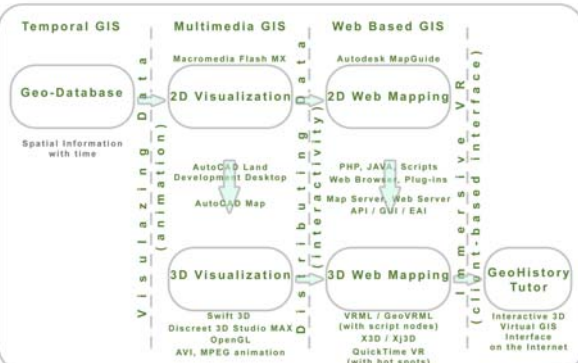 Temporal GIS
Multimedia GIS
Web Based GIS
Macromedia Flash MX
Autodesk MapGuide
Geo-Database
2D Visualization
2D Web Mapping
Spatial Information
with time
AutoCAD Land
Development Desktop
AutoCAD Map
PHP, JAVA, Scripts
Web Browser, Plug-ins
Map Server, Web Server
API / GUI / EAI
Visualazing Data
(animation)
Distributing Data
(interactivity)
Immersive VR
(client-based interface)
3D Visualization
3D Web Mapping
GeoHistory
Tutor
Swift 3D
Discreet 3D Studio MAX
OpenGL
AVI, MPEG animation
VRML / GeoVRML
(with script nodes)
X3D / Xj3D
QuickTime VR
(with hot spots)
Interactive 3D
Virtual GIS
Interface
on the Internet